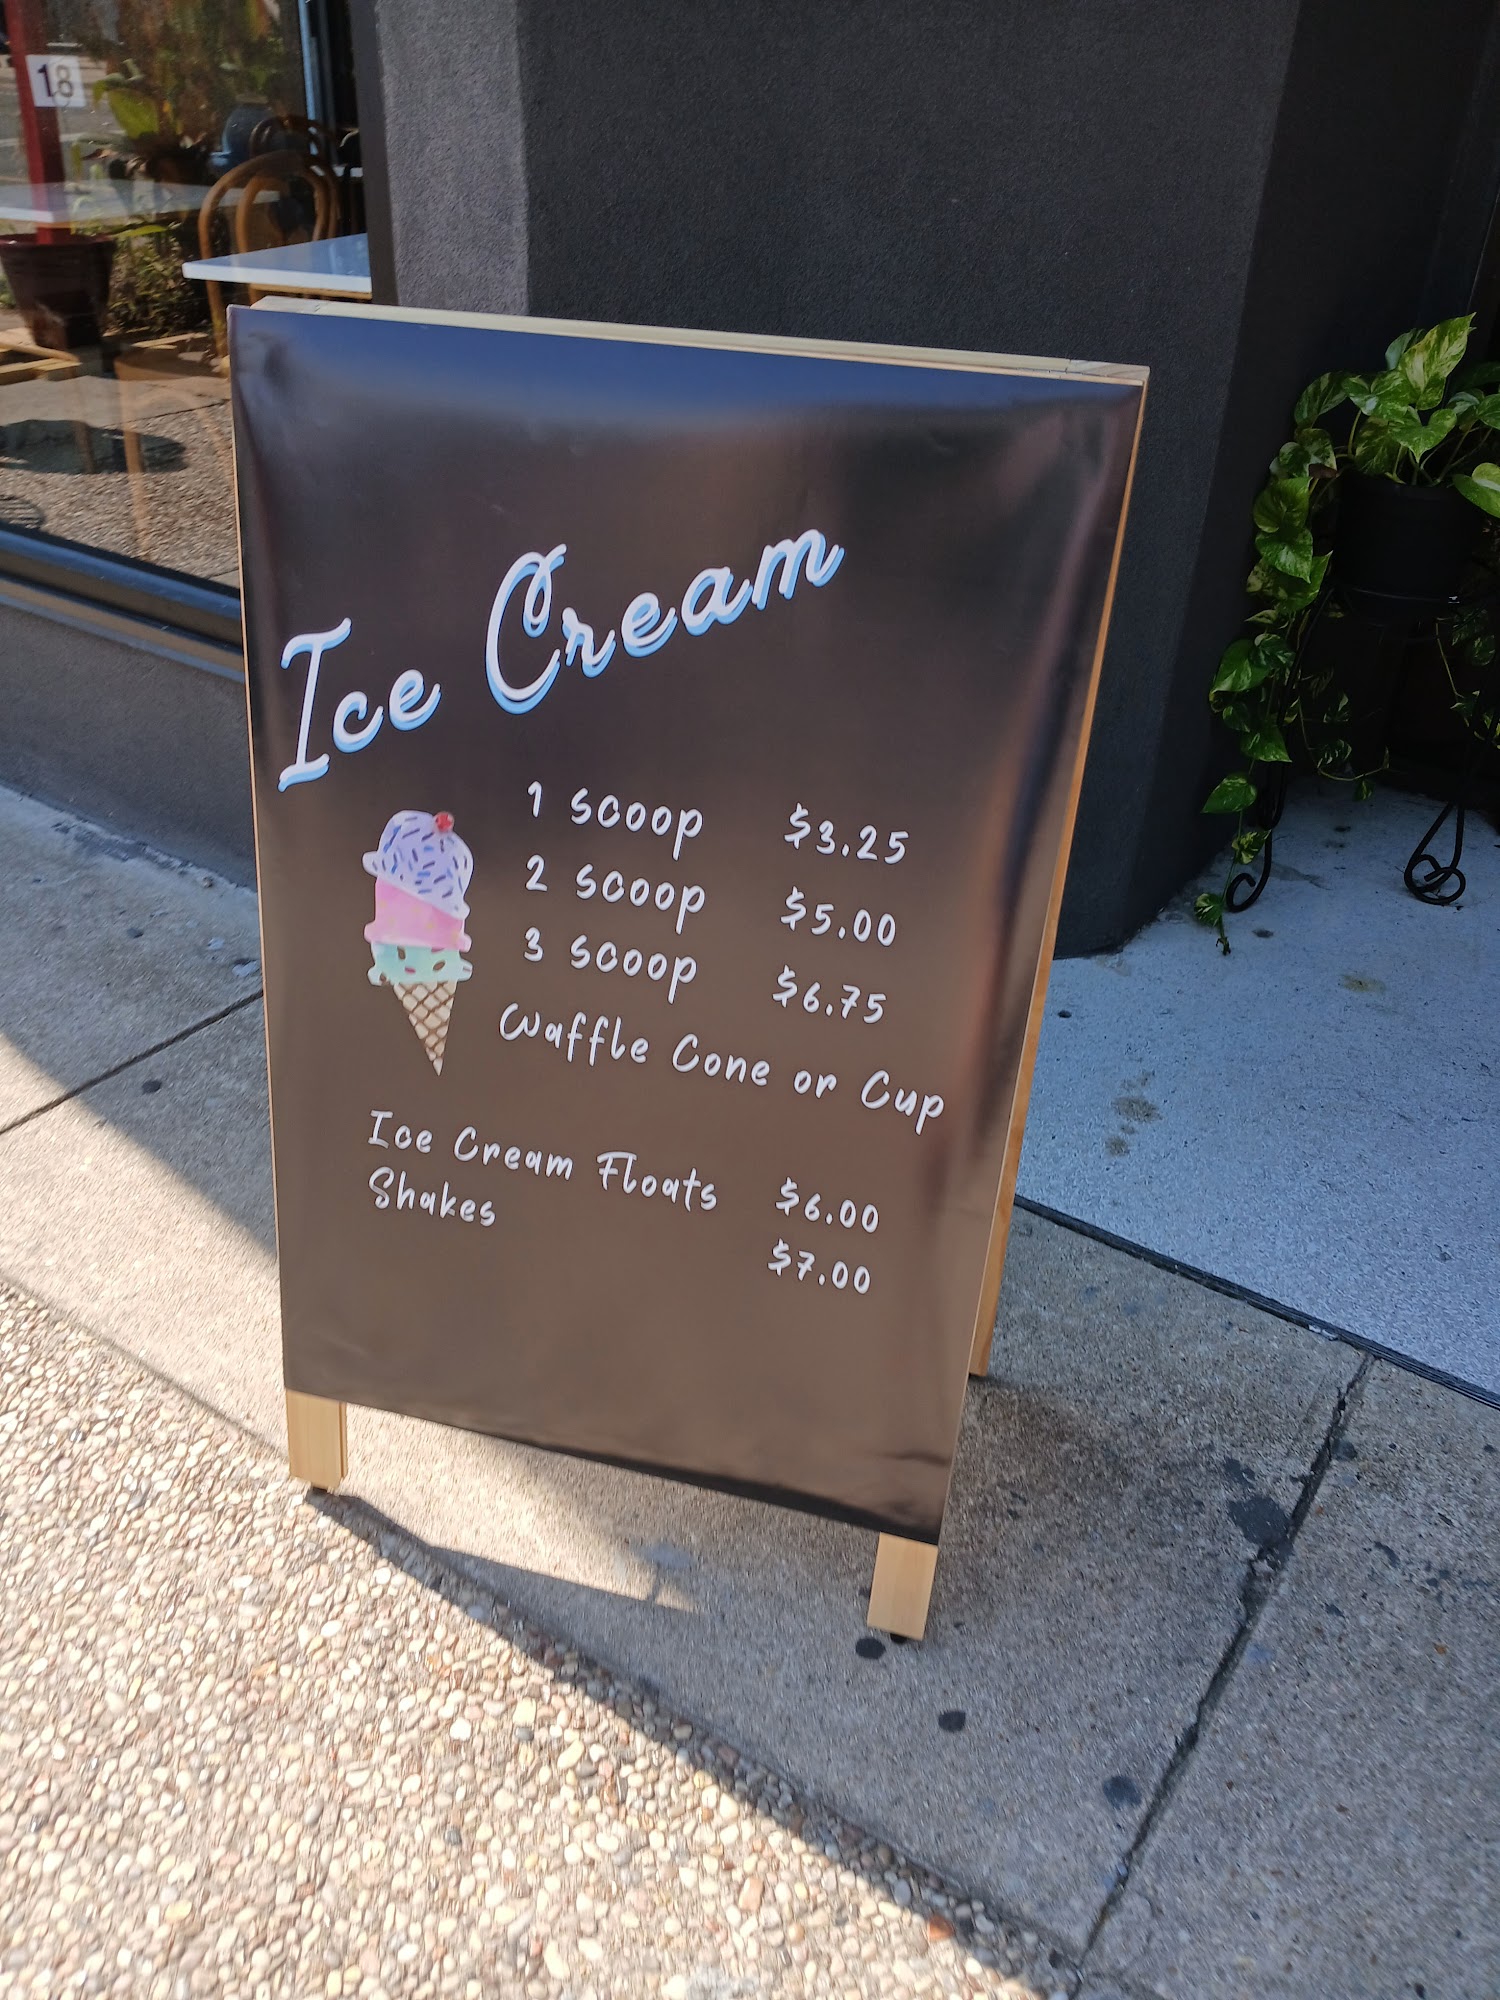 18
Ice Cream
1 scoop $3.25
2 scoop $5.00
3 scoop $6.75
Waffle Cone or Cup
Ice Cream Floats $6.00
Shakes $7.00